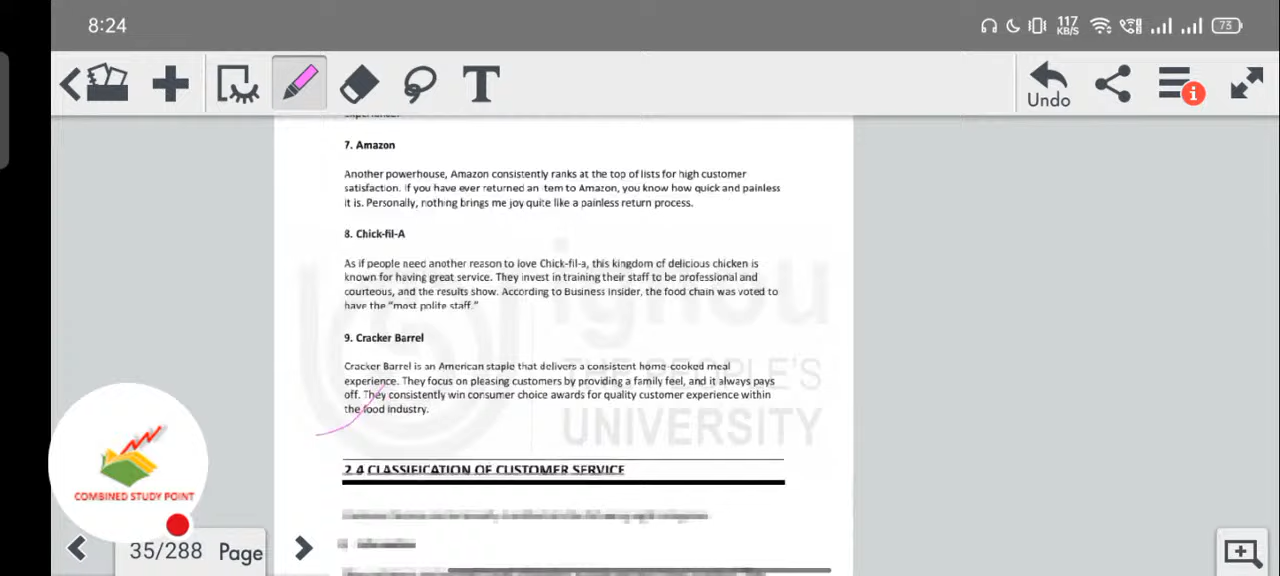 8:24
117
KB/S
73
T
Undo
i
7. Amazon
Another powerhouse, Amazon consistently ranks at the top of lists for high customer
satisfaction. If you have ever returned an item to Amazon, you know how quick and painless
it is. Personally, nothing brings me joy quite like a painless return process.
8. Chick-fil-A
As if people need another reason to love Chick-fil-a, this kingdom of delicious chicken is
known for having great service. They invest in training their staff to be professional and
courteous, and the results show. According to Business Insider, the food chain was voted to
have the "most polite staff."
9. Cracker Barrel
Cracker Barrel is an American staple that delivers a consistent home-cooked meal
experience. They focus on pleasing customers by providing a family feel, and it always pays
off. They consistently win consumer choice awards for quality customer experience within
the food industry.
ignou
THE PEOPLE'S
UNIVERSITY
2.4 CLASSIFICATION OF CUSTOMER SERVICE
COMBINED STUDY POINT
35/288 Page